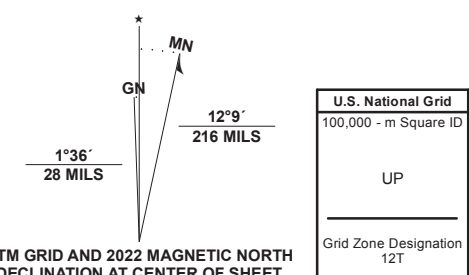 ★
MN
GN
12°9´
216 MILS
1°36´
28 MILS
TM GRID AND 2022 MAGNETIC NORTH
DECLINATION AT CENTER OF SHEET
U.S. National Grid
100,000 - m Square ID
UP
Grid Zone Designation
12T